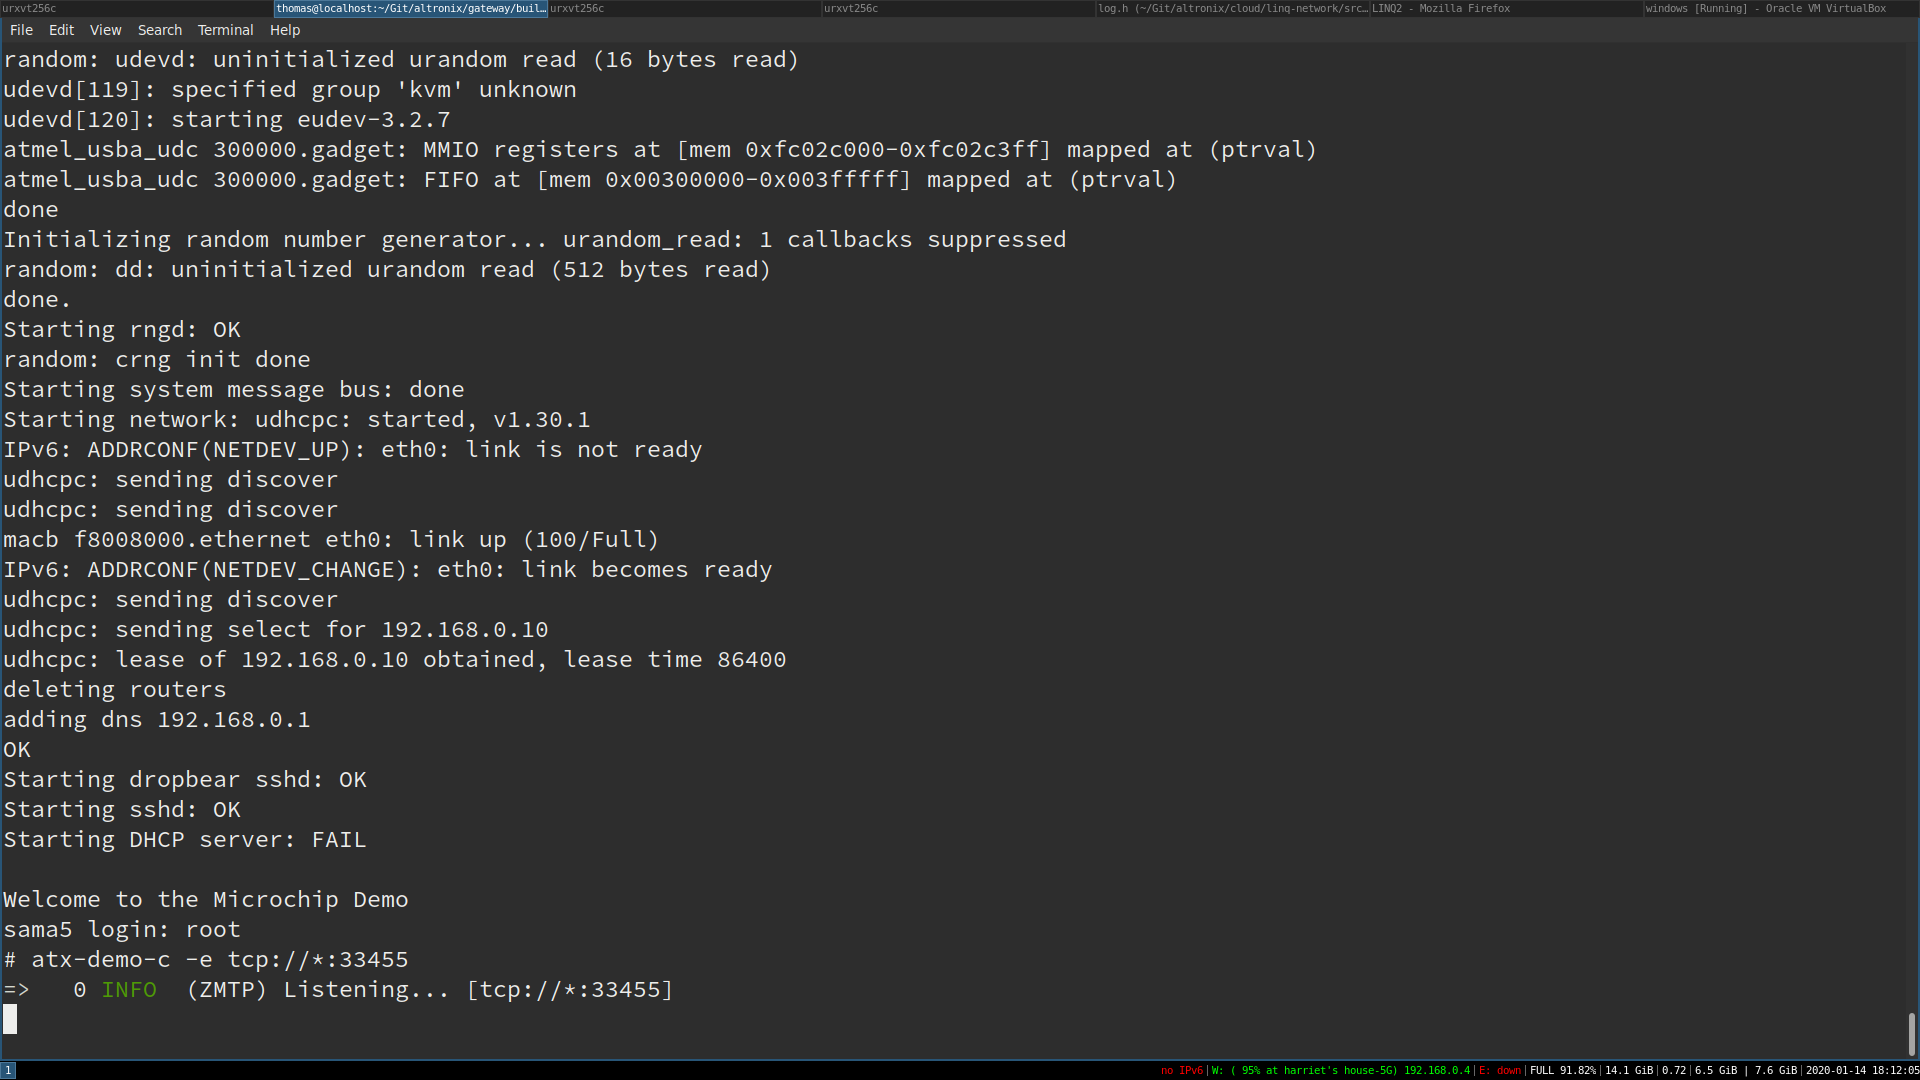 urxvt256c thomas@localhost:~/Git/altronix/gateway/buil… urxvt256c urxvt256c log.h (~/Git/altronix/cloud/linq-network/src… LINQ2 - Mozilla Firefox windows [Running] - Oracle VM VirtualBox
File Edit View Search Terminal Help
random: udevd: uninitialized urandom read (16 bytes read)
udevd[119]: specified group 'kvm' unknown
udevd[120]: starting eudev-3.2.7
atmel_usba_udc 300000.gadget: MMIO registers at [mem 0xfc02c000-0xfc02c3ff] mapped at (ptrval)
atmel_usba_udc 300000.gadget: FIFO at [mem 0x00300000-0x003fffff] mapped at (ptrval)
done
Initializing random number generator... urandom_read: 1 callbacks suppressed
random: dd: uninitialized urandom read (512 bytes read)
done.
Starting rngd: OK
random: crng init done
Starting system message bus: done
Starting network: udhcpc: started, v1.30.1
IPv6: ADDRCONF(NETDEV_UP): eth0: link is not ready
udhcpc: sending discover
udhcpc: sending discover
macb f8008000.ethernet eth0: link up (100/Full)
IPv6: ADDRCONF(NETDEV_CHANGE): eth0: link becomes ready
udhcpc: sending discover
udhcpc: sending select for 192.168.0.10
udhcpc: lease of 192.168.0.10 obtained, lease time 86400
deleting routers
adding dns 192.168.0.1
OK
Starting dropbear sshd: OK
Starting sshd: OK
Starting DHCP server: FAIL
Welcome to the Microchip Demo
sama5 login: root
# atx-demo-c -e tcp://*:33455
=>   0 INFO  (ZMTP) Listening... [tcp://*:33455]
1 no IPv6|W: ( 95% at harriet's house-5G) 192.168.0.4|E: down|FULL 91.82%|14.1 GiB|0.72|6.5 GiB | 7.6 GiB|2020-01-14 18:12:05